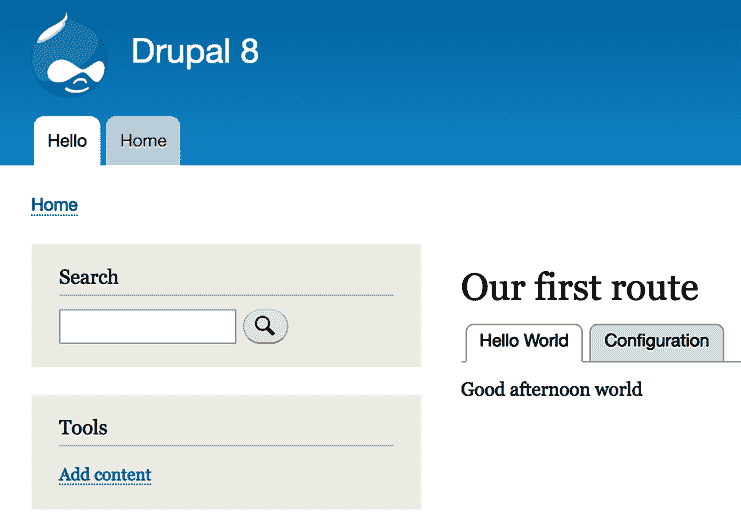 Drupal 8
Hello Home
Home
Search
Tools
Add content
Our first route
Hello World Configuration
Good afternoon world